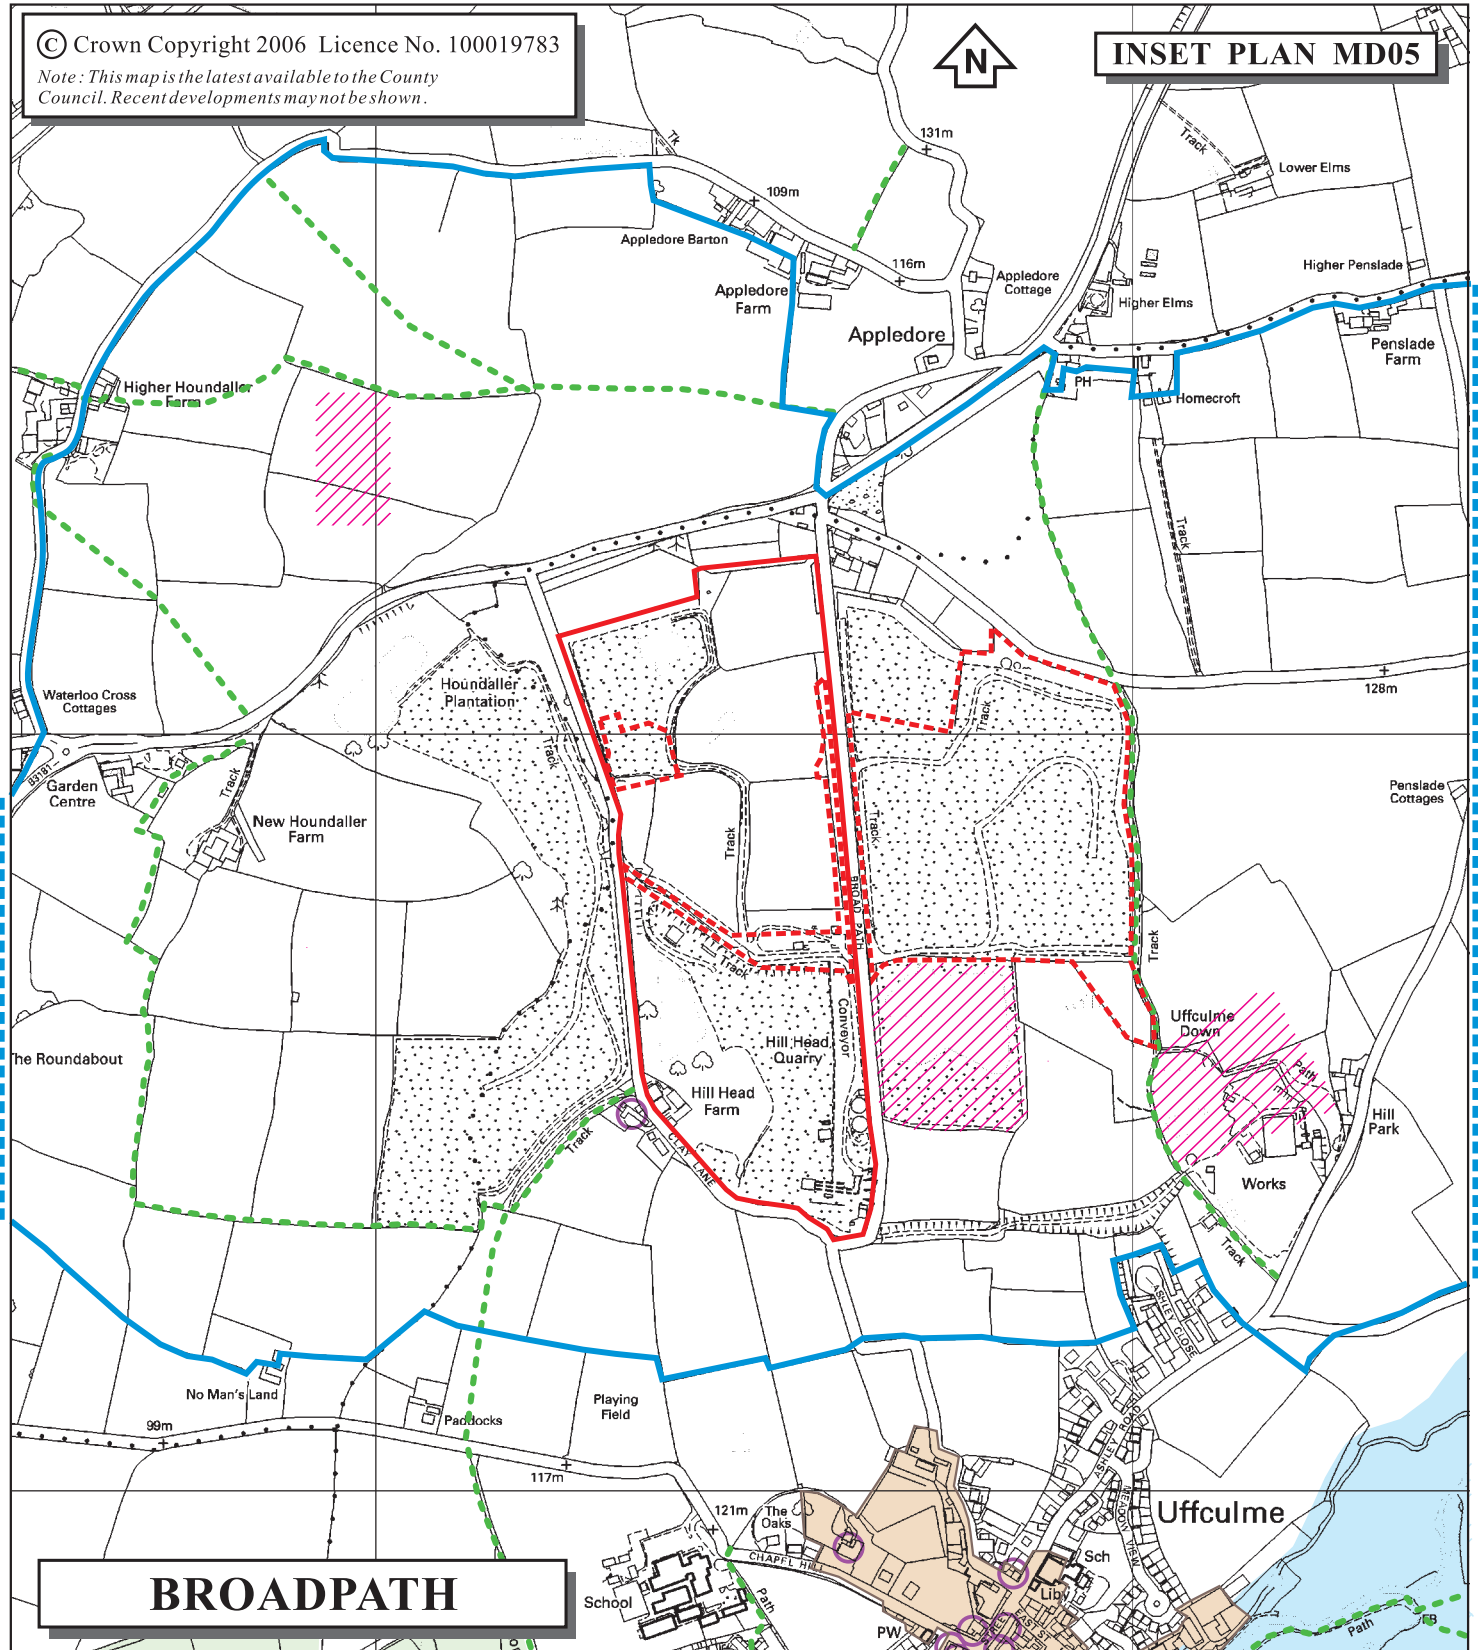 © Crown Copyright 2006 Licence No. 100019783
Note : This map is the latest available to the County
Council. Recent developments may not be shown.
N
INSET PLAN MD05
Tk
131m
Track
Lower Elms
109m
Appledore Barton
116m
Appledore
Cottage
Higher Penslade
Appledore
Farm
Higher Elms
Appledore
Penslade
Farm
Higher Houndaller
Farm
PH
Homecroft
Track
Houndaller
Plantation
Waterloo Cross
Cottages
128m
Track
Track
B3181
Garden
Centre
Track
Penslade
Cottages
New Houndaller
Farm
Track
Track
BROAD PATH
Track
Track
Conveyor
Uffculme
Down
The Roundabout
Hill Head
Quarry
Path
Hill Head
Farm
Hill
Park
CLAY LANE
Track
Works
Track
ASHLEY CLOSE
No Man's Land
Paddocks
Playing
Field
99m
ASHLEY ROAD
117m
MEADOW VIEW
121m
The
Oaks
Uffculme
CHAPEL HILL
Sch
School
Path
Lib
EAST ST
PW
Path
FB
BROADPATH